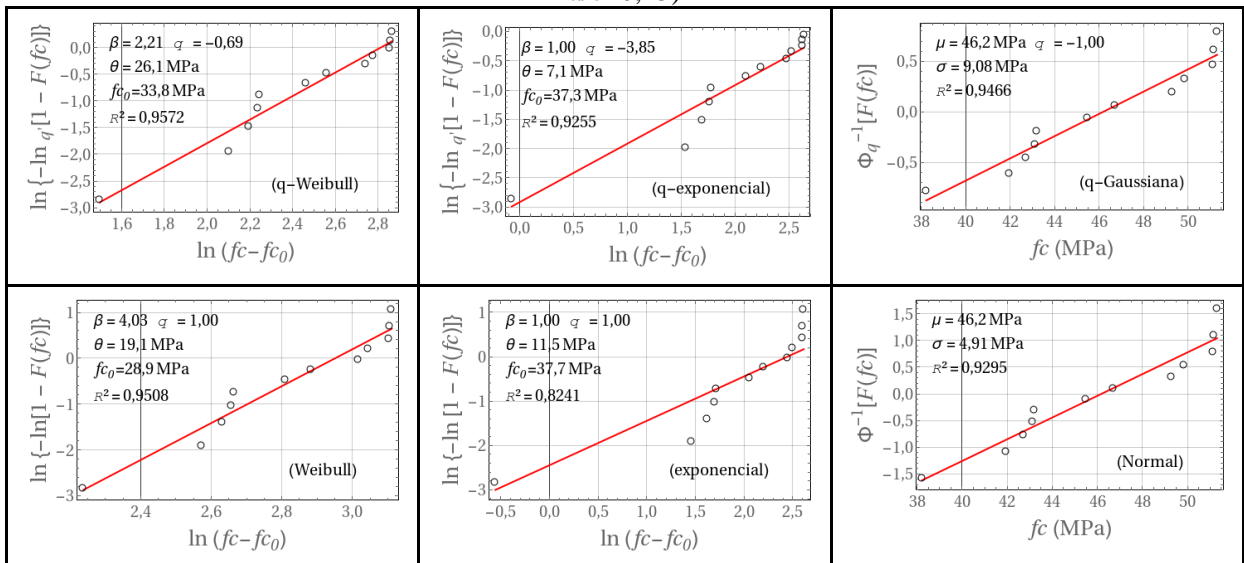 ln {−ln q'[1 − F(fc)]}
0,0
−0,5
−1,0
−1,5
−2,0
−2,5
−3,0
β = 2,21 q = −0,69
θ = 26,1 MPa
fc₀=33,8 MPa
R² = 0,9572
(q−Weibull)
1,6 1,8 2,0 2,2 2,4 2,6 2,8
ln (fc−fc₀)
ln {−ln q'[1 − F(fc)]}
0,0
−0,5
−1,0
−1,5
−2,0
−2,5
−3,0
β = 1,00 q = −3,85
θ = 7,1 MPa
fc₀=37,3 MPa
R² = 0,9255
(q−exponencial)
0,0 0,5 1,0 1,5 2,0 2,5
ln (fc−fc₀)
Φq⁻¹[F(fc)]
0,5
0,0
−0,5
μ = 46,2 MPa q = −1,00
σ = 9,08 MPa
R² = 0,9466
(q−Gaussiana)
38 40 42 44 46 48 50
fc (MPa)
ln {−ln[1 − F(fc)]}
1
0
−1
−2
−3
β = 4,03 q = 1,00
θ = 19,1 MPa
fc₀=28,9 MPa
R² = 0,9508
(Weibull)
2,4 2,6 2,8 3,0
ln (fc−fc₀)
ln {−ln [1 − F(fc)]}
1
0
−1
−2
−3
β = 1,00 q = 1,00
θ = 11,5 MPa
fc₀=37,7 MPa
R² = 0,8241
(exponencial)
−0,5 0,0 0,5 1,0 1,5 2,0 2,5
ln (fc−fc₀)
Φ⁻¹[F(fc)]
1,5
1,0
0,5
0,0
−0,5
−1,0
−1,5
μ = 46,2 MPa
σ = 4,91 MPa
R² = 0,9295
(Normal)
38 40 42 44 46 48 50
fc (MPa)